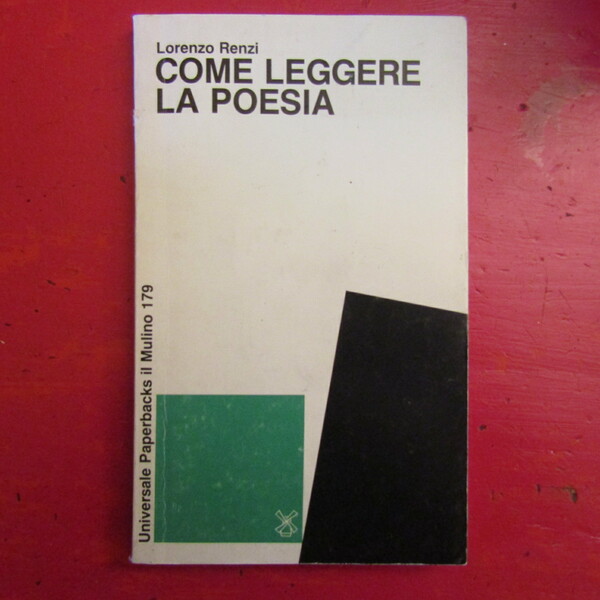 Lorenzo Renzi
COME LEGGERE
LA POESIA
Universale Paperbacks il Mulino 179